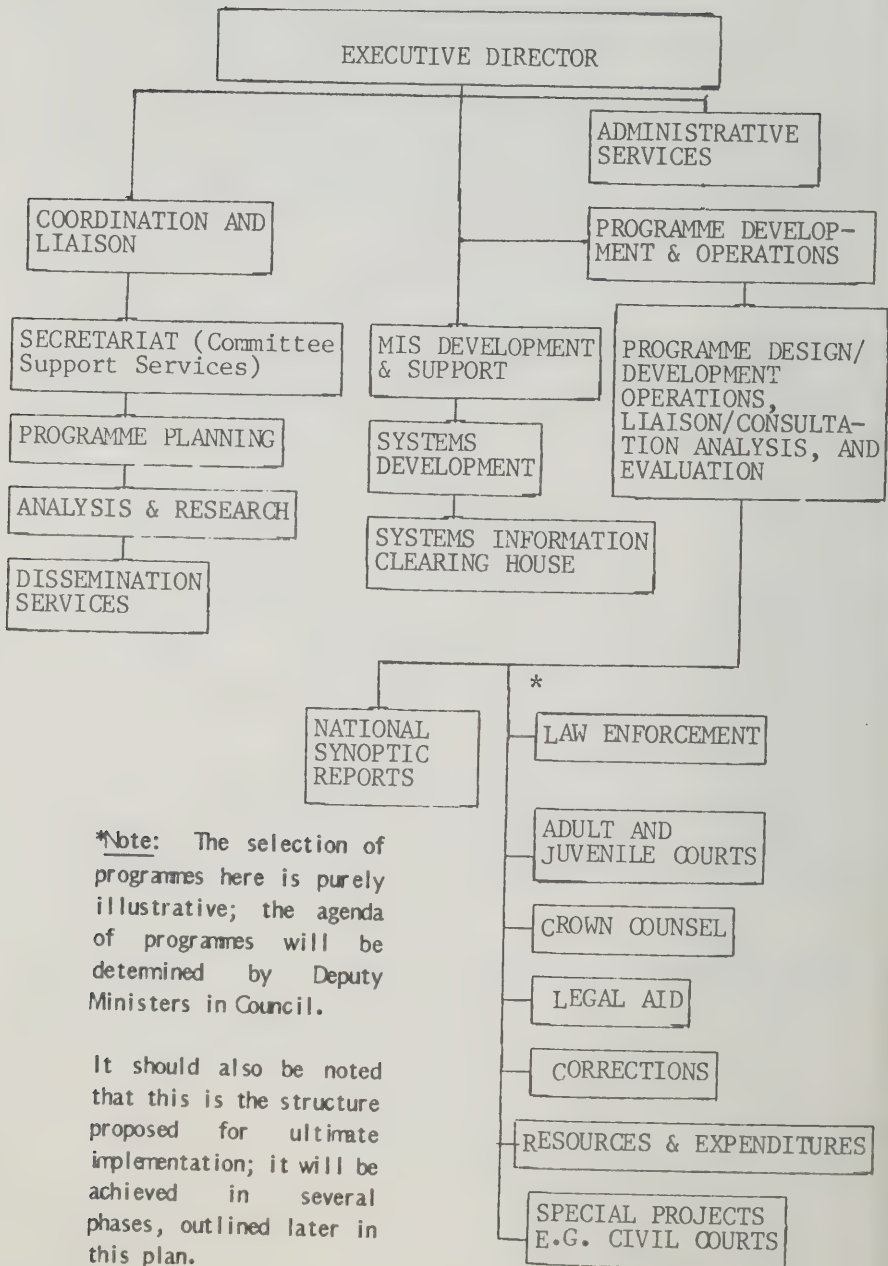 EXECUTIVE DIRECTOR
ADMINISTRATIVE
SERVICES
COORDINATION AND
LIAISON
PROGRAMME DEVELOP-
MENT & OPERATIONS
SECRETARIAT (Committee
Support Services)
MIS DEVELOPMENT
& SUPPORT
PROGRAMME DESIGN/
DEVELOPMENT
OPERATIONS,
LIAISON/CONSULTA-
TION ANALYSIS, AND
EVALUATION
PROGRAMME PLANNING
SYSTEMS
DEVELOPMENT
ANALYSIS & RESEARCH
SYSTEMS INFORMATION
CLEARING HOUSE
DISSEMINATION
SERVICES
*
NATIONAL
SYNOPTIC
REPORTS
LAW ENFORCEMENT
ADULT AND
JUVENILE COURTS
CROWN COUNSEL
LEGAL AID
CORRECTIONS
RESOURCES & EXPENDITURES
SPECIAL PROJECTS
E.G. CIVIL COURTS
*Note: The selection of
programmes here is purely
illustrative; the agenda
of programmes will be
determined by Deputy
Ministers in Council.
It should also be noted
that this is the structure
proposed for ultimate
implementation; it will be
achieved in several
phases, outlined later in
this plan.